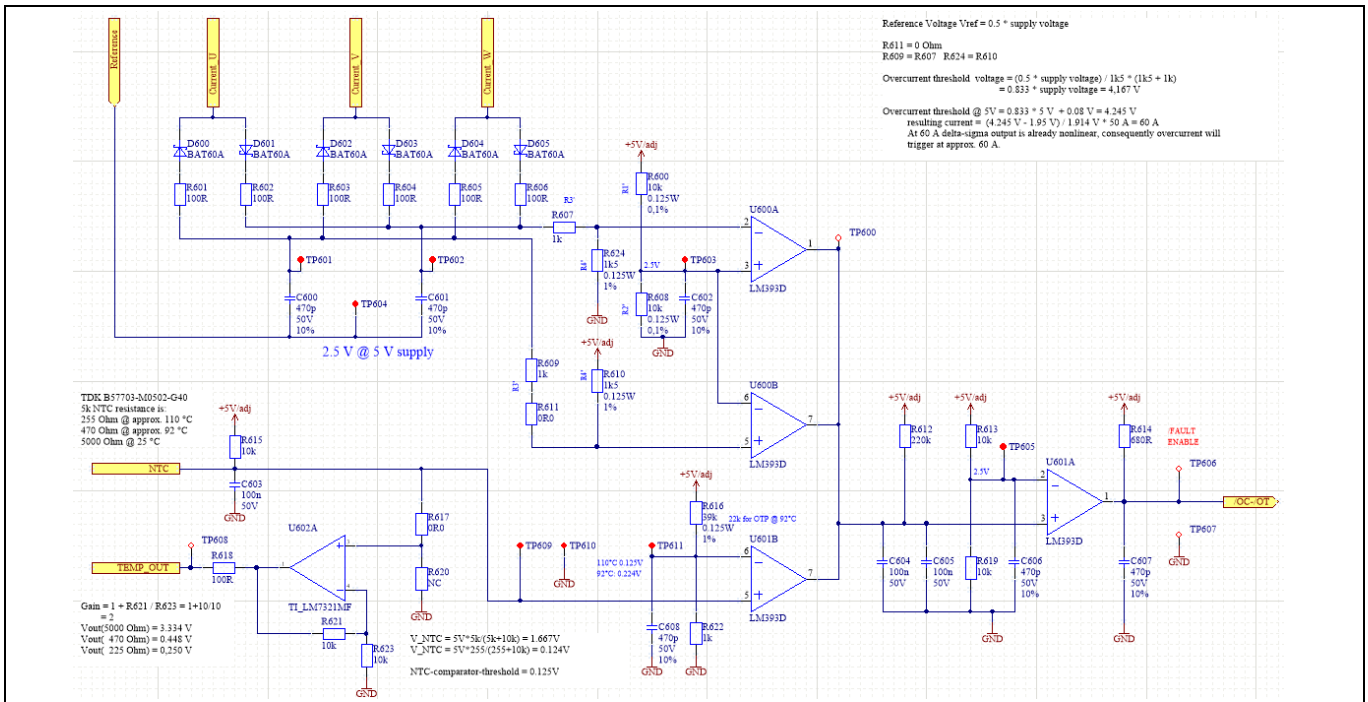 Reference
Current_U
Current_V
Current_W
Reference Voltage Vref = 0.5 * supply voltage
R611 = 0 Ohm
R609 = R607 R624 = R610
Overcurrent threshold voltage = (0.5 * supply voltage) / 1k5 * (1k5 + 1k)
= 0.833 * supply voltage = 4,167 V
Overcurrent threshold @ 5V = 0.833 * 5 V + 0.08 V = 4.245 V
resulting current = (4.245 V - 1.95 V) / 1.914 V * 50 A = 60 A
At 60 A delta-sigma output is already nonlinear, consequently overcurrent will
trigger at approx. 60 A.
D600
BAT60A
D601
BAT60A
D602
BAT60A
D603
BAT60A
D604
BAT60A
D605
BAT60A
R601
100R
R602
100R
R603
100R
R604
100R
R605
100R
R606
100R
+5V/adj
R1'
R600
10k
0.125W
0,1%
R3'
R607
1k
U600A
2
3
1
LM393D
TP600
R4'
R624
1k5
0.125W
1%
GND
2.5V
TP603
R2'
R608
10k
0.125W
0,1%
C602
470p
50V
10%
GND
TP601
TP602
C600
470p
50V
10%
TP604
C601
470p
50V
10%
2.5 V @ 5 V supply
+5V/adj
R3'
R609
1k
R611
0R0
R4'
R610
1k5
0.125W
1%
U600B
6
5
7
LM393D
TDK B57703-M0502-G40
5k NTC resistance is:
255 Ohm @ approx. 110 °C
470 Ohm @ approx. 92 °C
5000 Ohm @ 25 °C
+5V/adj
R615
10k
NTC
C603
100n
50V
GND
+5V/adj
R612
220k
+5V/adj
R613
10k
TP605
2.5V
U601A
2
3
1
LM393D
+5V/adj
R614
680R
/FAULT
ENABLE
TP606
/OC-/OT
TP607
GND
R617
0R0
U602A
TP608
TEMP_OUT
R618
100R
TI_LM7321MF
R620
NC
GND
R621
10k
R623
10k
GND
Gain = 1 + R621 / R623 = 1+10/10
= 2
Vout(5000 Ohm) = 3.334 V
Vout( 470 Ohm) = 0.448 V
Vout( 225 Ohm) = 0,250 V
V_NTC = 5V*5k/(5k+10k) = 1.667V
V_NTC = 5V*255/(255+10k) = 0.124V
NTC-comparator-threshold = 0.125V
+5V/adj
R616
39k
0.125W
1%
22k for OTP @ 92°C
TP609
TP610
GND
TP611
110°C 0.125V
92°C: 0.224V
U601B
6
5
7
LM393D
C608
470p
50V
10%
GND
R622
1k
GND
C604
100n
50V
C605
100n
50V
R619
10k
C606
470p
50V
10%
GND
C607
470p
50V
10%
GND